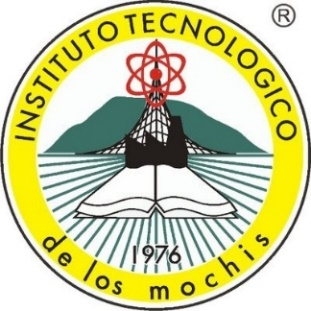 ®
INSTITUTO TECNOLOGICO
de los mochis
1976